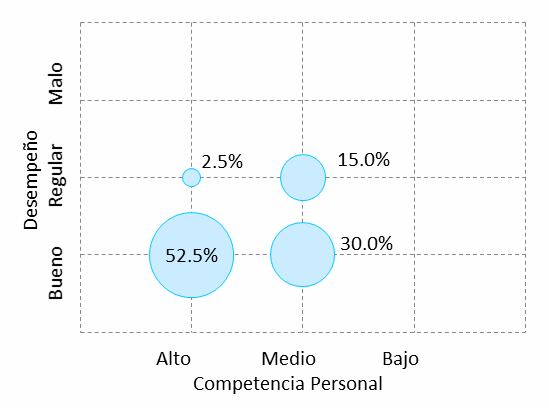 Desempeño
Malo
Regular
Bueno
2.5%
15.0%
52.5%
30.0%
Alto
Medio
Bajo
Competencia Personal